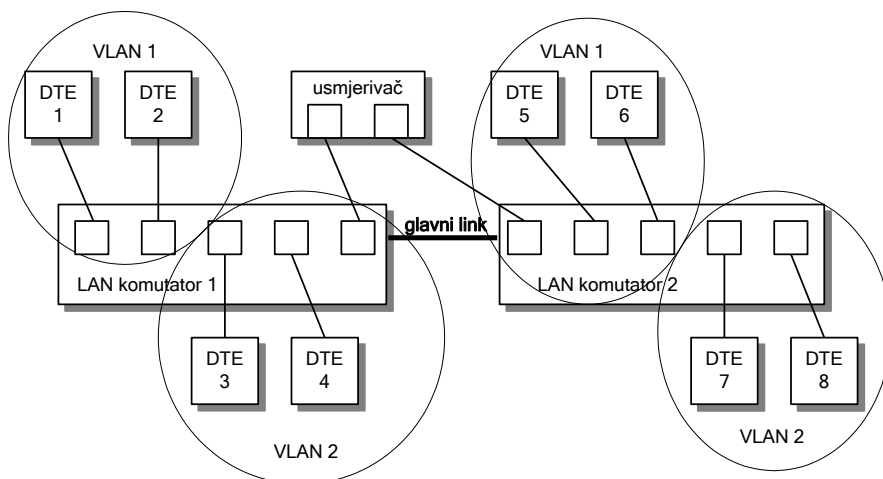 VLAN 1
VLAN 1
DTE
1
DTE
2
usmjerivač
DTE
5
DTE
6
glavni link
LAN komutator 1
LAN komutator 2
DTE
3
DTE
4
DTE
7
DTE
8
VLAN 2
VLAN 2